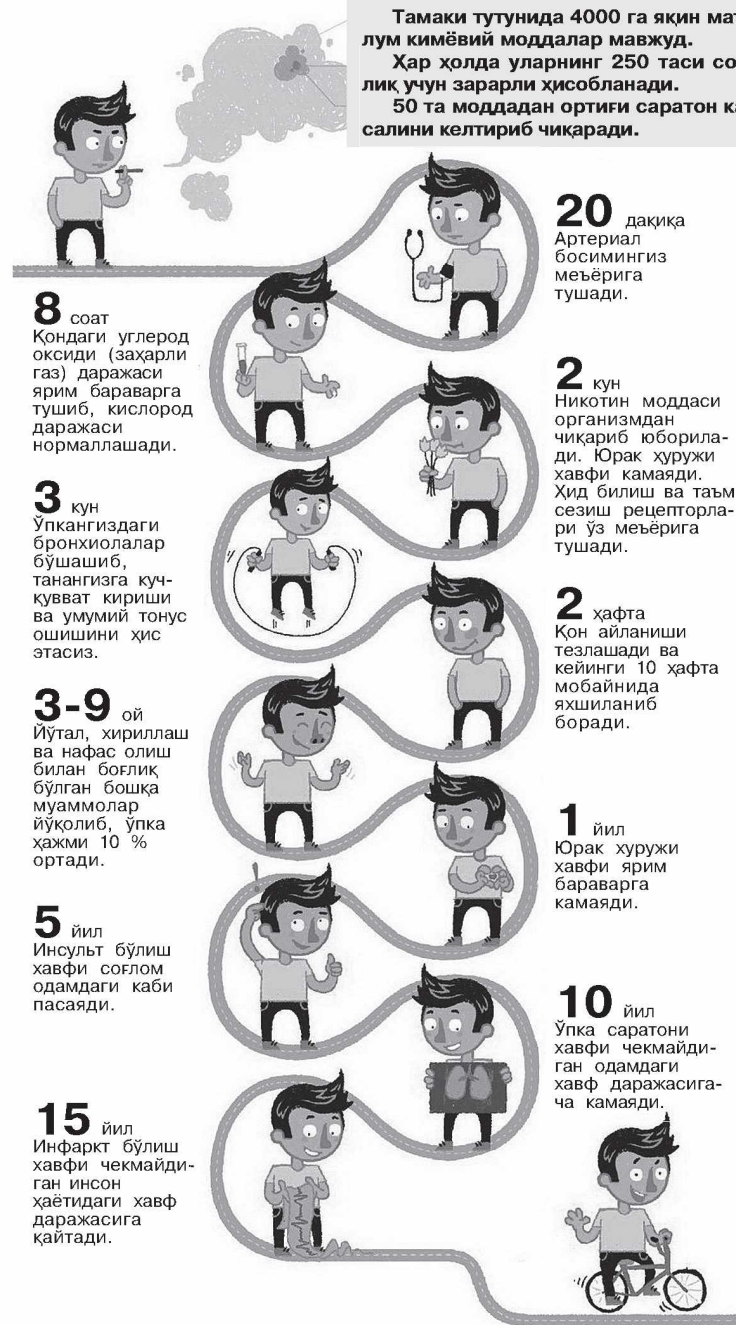 Тамаки тутунида 4000 га яқин мат
лум кимёвий моддалар мавжуд.
Ҳар ҳолда уларнинг 250 таси со
лиқ учун зарарли ҳисобланади.
50 та моддадан ортиғи саратон ка
салини келтириб чиқаради.
20 дақиқа
Артериал
босимингиз
меъёрига
тушади.
8 соат
Қондаги углерод
оксиди (заҳарли
газ) даражаси
ярим бараварга
тушиб, кислород
даражаси
нормаллашади.
2 кун
Никотин моддаси
организмдан
чиқариб юборила-
ди. Юрак ҳуружи
хавфи камаяди.
Ҳид билиш ва таъм
сезиш рецепторла-
ри ўз меъёрига
тушади.
3 кун
Ўпкангиздаги
бронхиолалар
бўшашиб,
танангизга куч-
қувват кириши
ва умумий тонус
ошишини ҳис
этасиз.
2 ҳафта
Қон айланиши
тезлашади ва
кейинги 10 ҳафта
мобайнида
яхшиланиб
боради.
3-9 ой
Йўтал, хириллаш
ва нафас олиш
билан боғлиқ
бўлган бошқа
муаммолар
йўқолиб, ўпка
ҳажми 10 %
ортади.
1 йил
Юрак хуружи
хавфи ярим
бараварга
камаяди.
5 йил
Инсульт бўлиш
хавфи соғлом
одамдаги каби
пасаяди.
10 йил
Ўпка саратони
хавфи чекмайди-
ган одамдаги
хавф даражасига-
ча камаяди.
15 йил
Инфаркт бўлиш
хавфи чекмайди-
ган инсон
ҳаётидаги хавф
даражасига
қайтади.